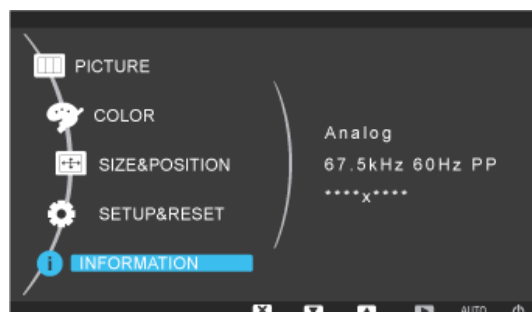 PICTURE
COLOR
SIZE&POSITION
SETUP&RESET
INFORMATION
Analog
67.5kHz 60Hz PP
****x****
AUTO